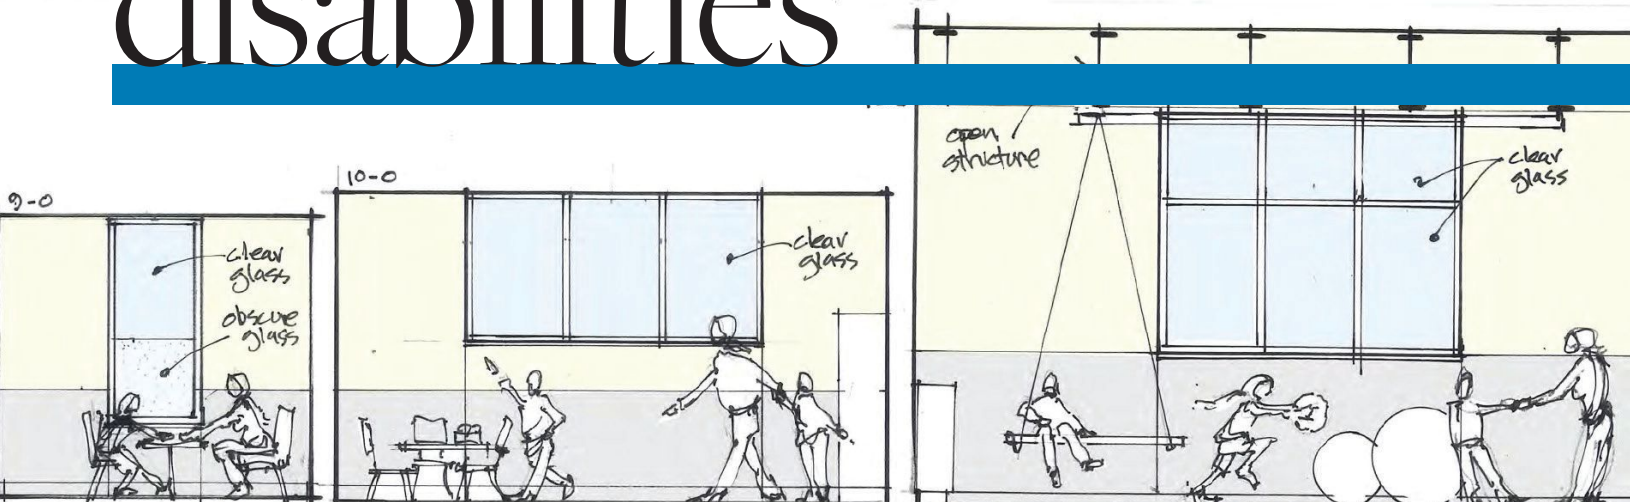 disabilities
9-0
clear
glass
obscure
glass
10-0
clear
glass
open
structure
clear
glass